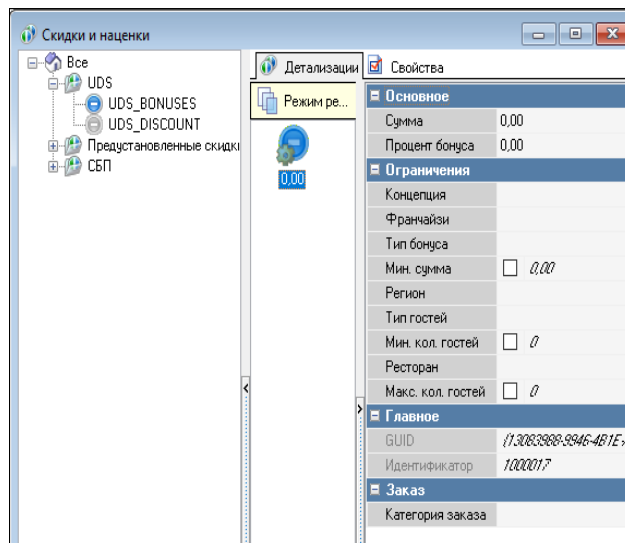 Скидки и наценки
Все
UDS
UDS_BONUSES
UDS_DISCOUNT
Предустановленные скидки
СБП
Детализации
Свойства
Режим ре...
0,00
Основное
Сумма 0,00
Процент бонуса 0,00
Ограничения
Концепция
Франчайзи
Тип бонуса
Мин. сумма 0,00
Регион
Тип гостей
Мин. кол. гостей 0
Ресторан
Макс. кол. гостей 0
Главное
GUID {13083988-9946-4B1E-
Идентификатор 1000017
Заказ
Категория заказа